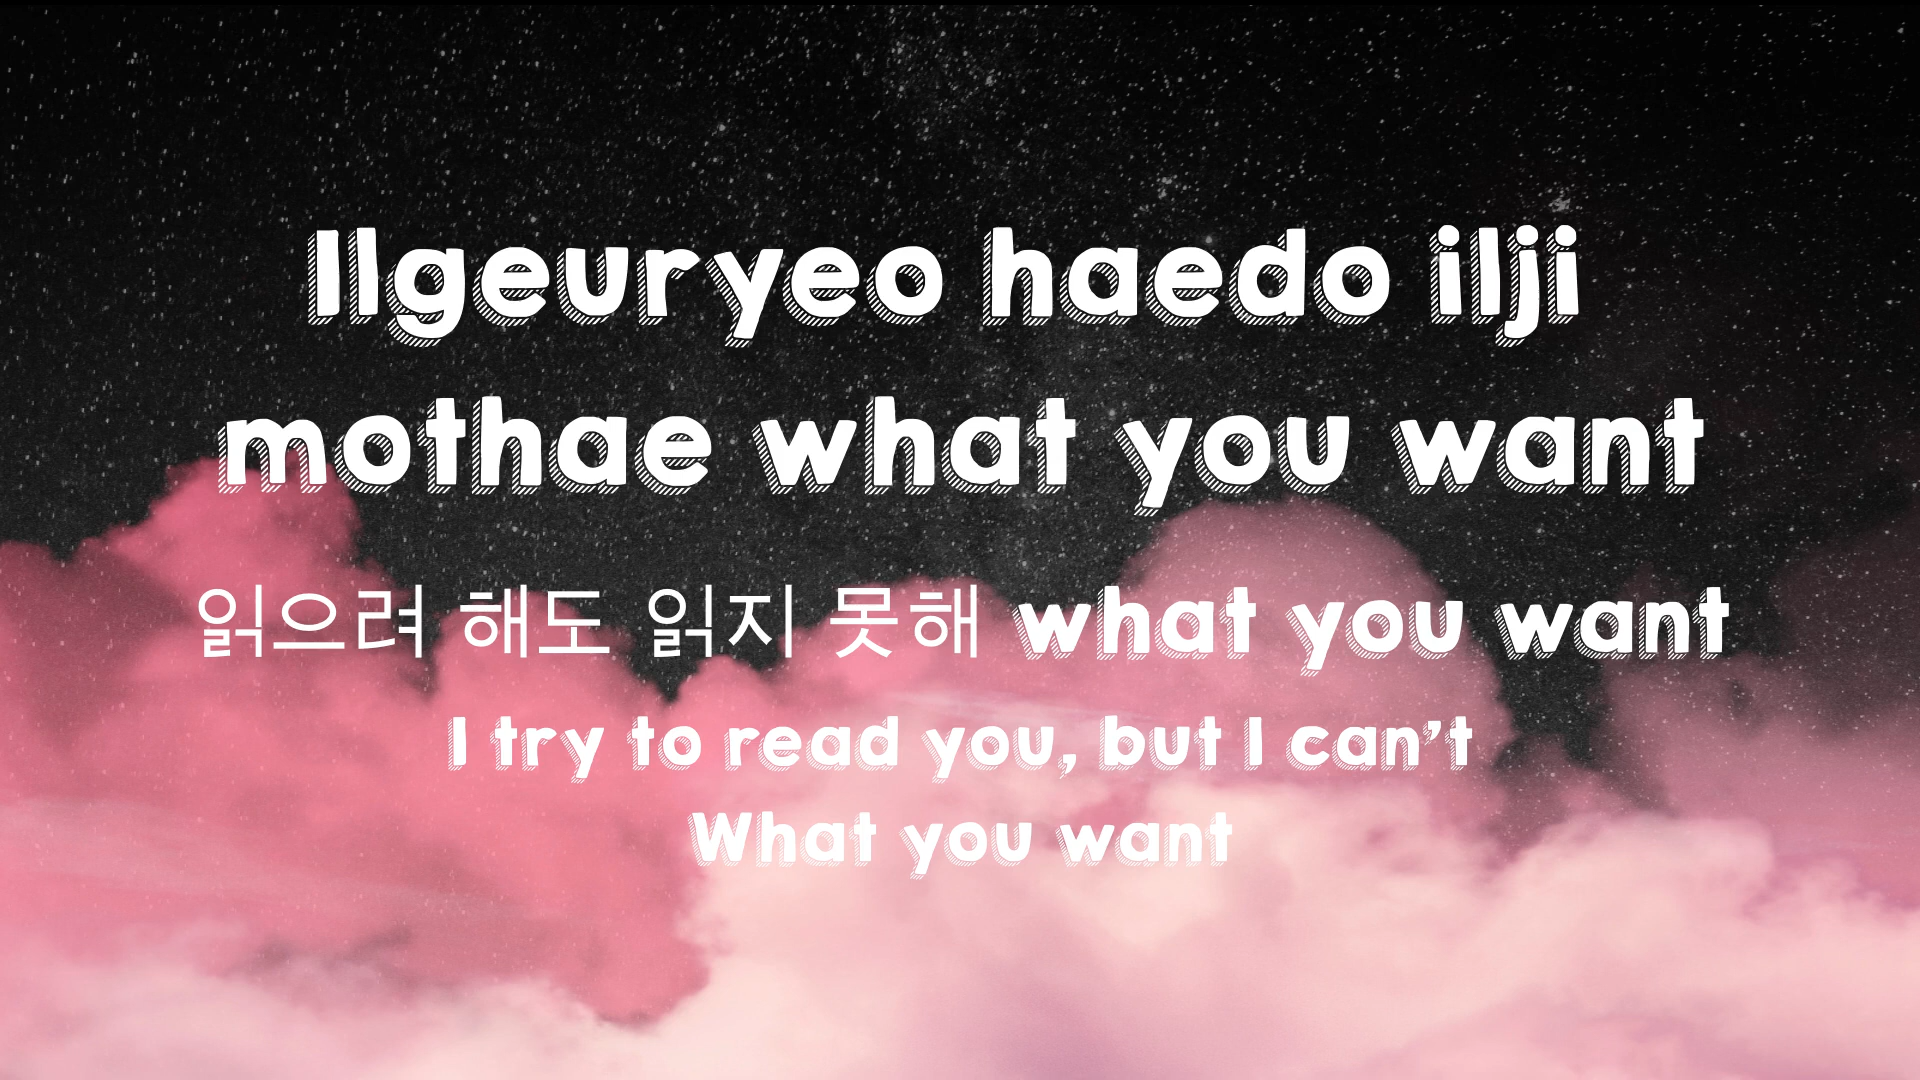 Ilgeuryeo haedo ilji
mothae what you want
읽으려 해도 읽지 못해 what you want
I try to read you, but I can't
What you want